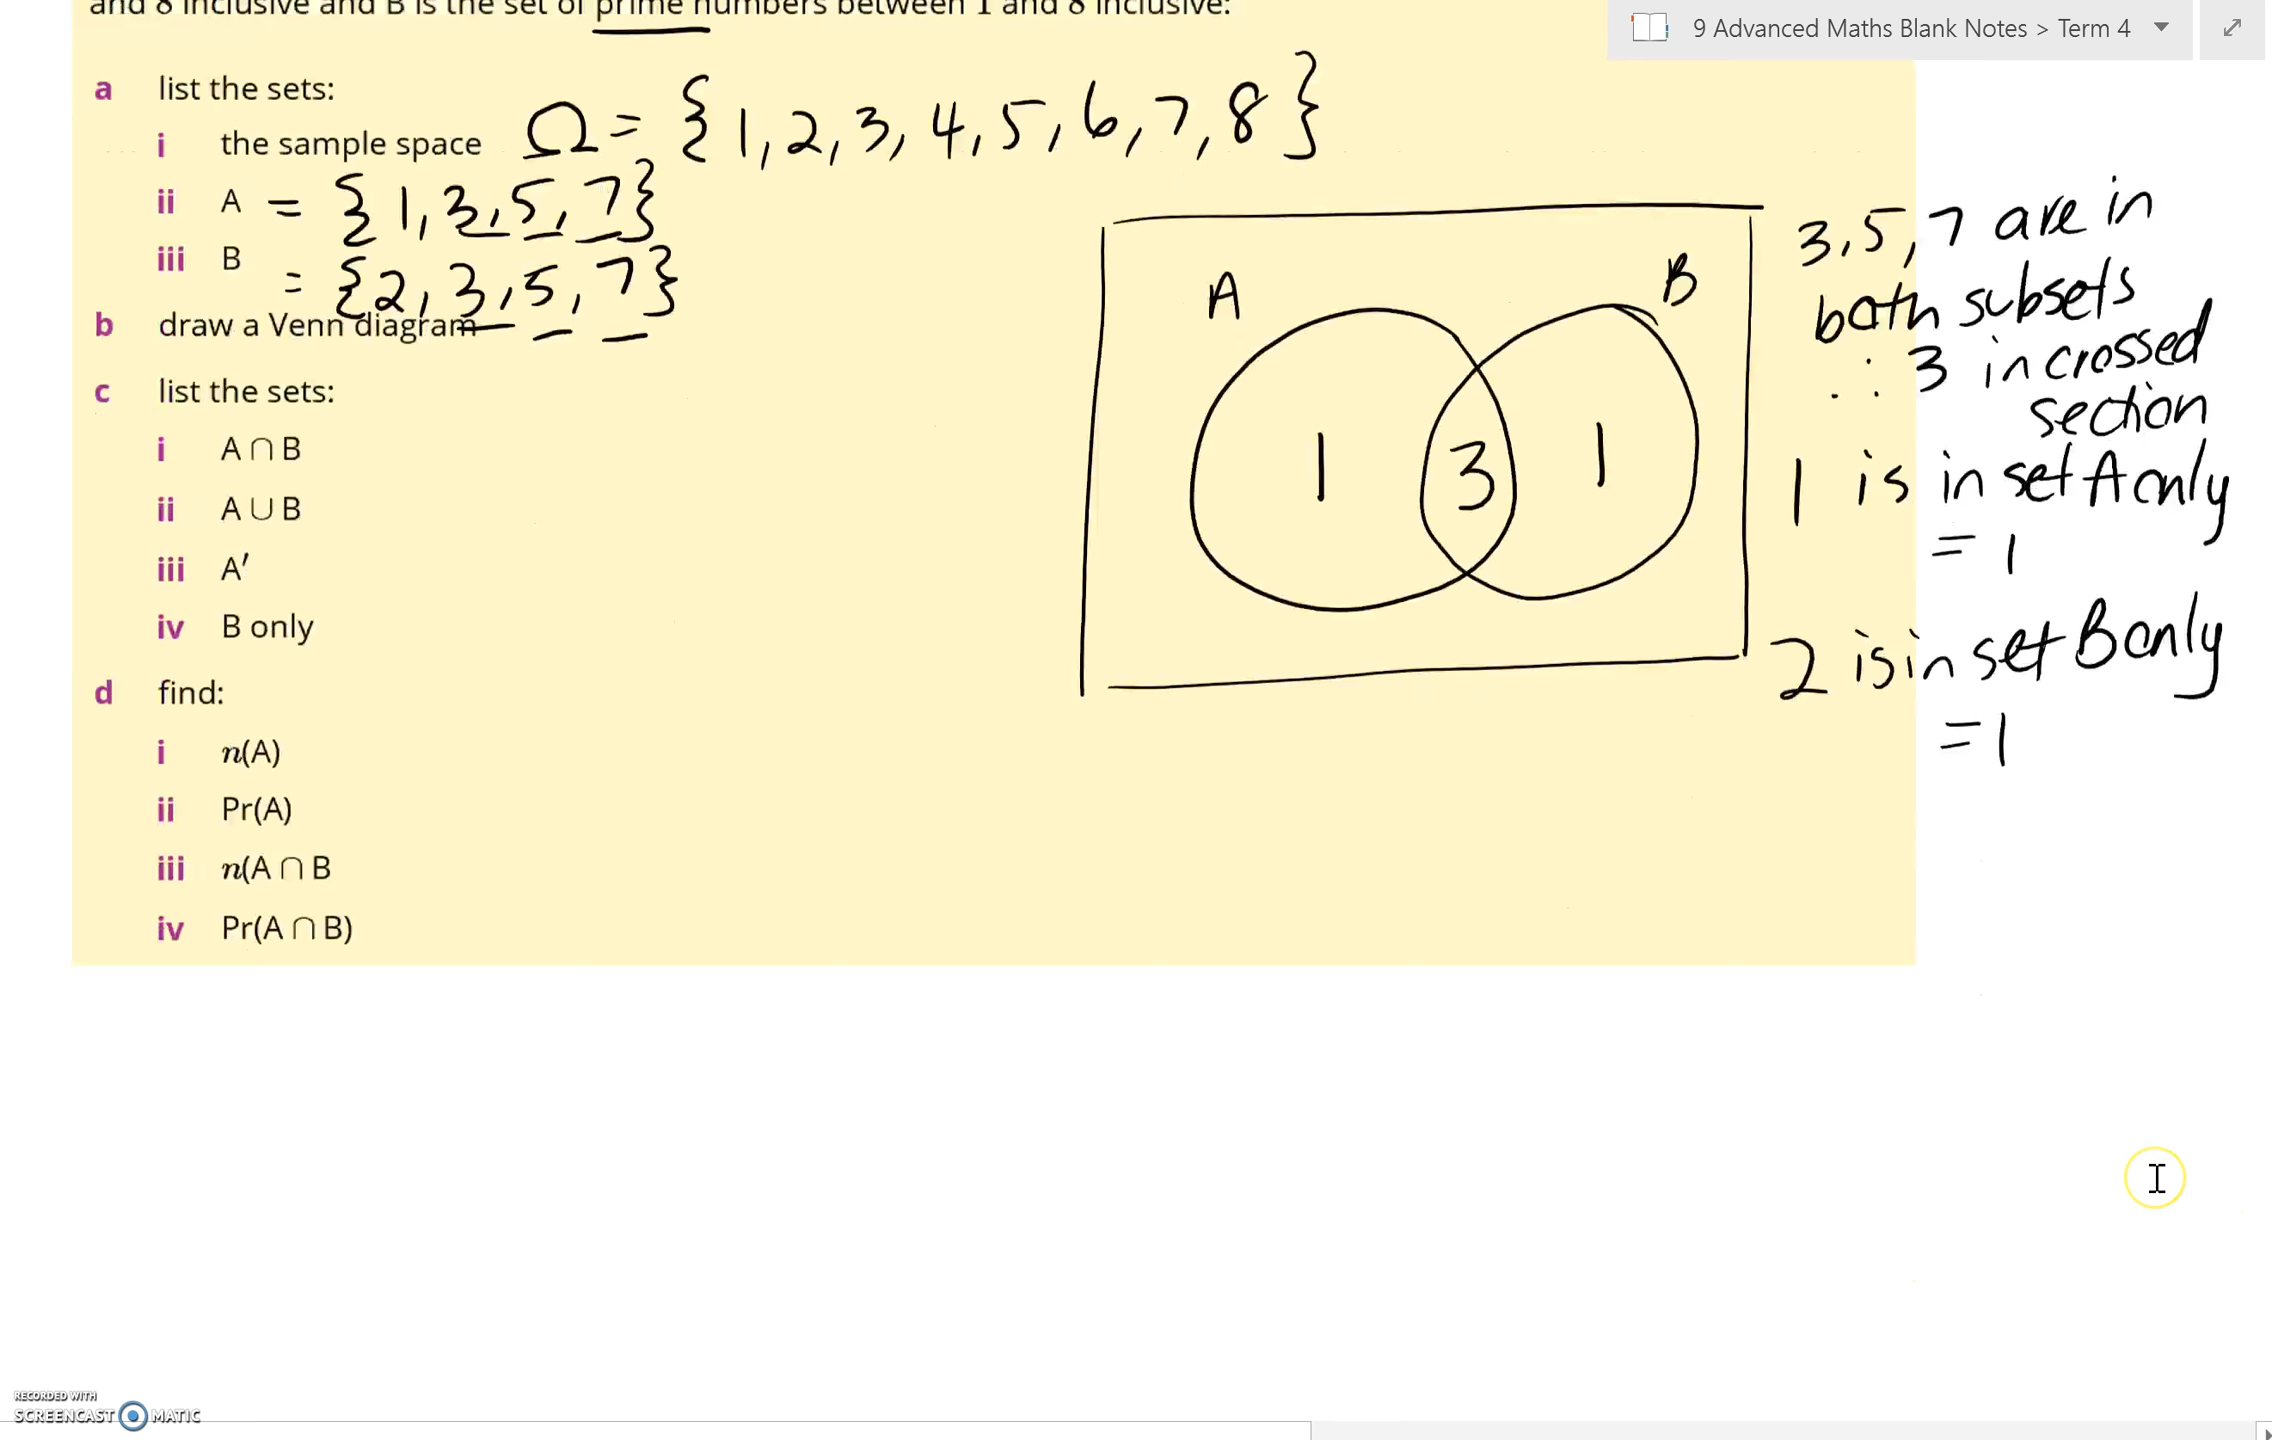 and 8 inclusive and B is the set of prime numbers between 1 and 8 inclusive:
9 Advanced Maths Blank Notes > Term 4
a list the sets:
i the sample space Ω = {1,2,3,4,5,6,7,8}
ii A = {1,3,5,7}
iii B = {2,3,5,7}
b draw a Venn diagram
c list the sets:
i A∩B
ii A∪B
iii A′
iv B only
d find:
i n(A)
ii Pr(A)
iii n(A∩B
iv Pr(A∩B)
A B
1 3 1
3,5,7 are in
both subsets
∴ 3 in crossed
section
1 is in set A only
= 1
2 is in set B only
= 1
RECORDED WITH
SCREENCAST MATIC